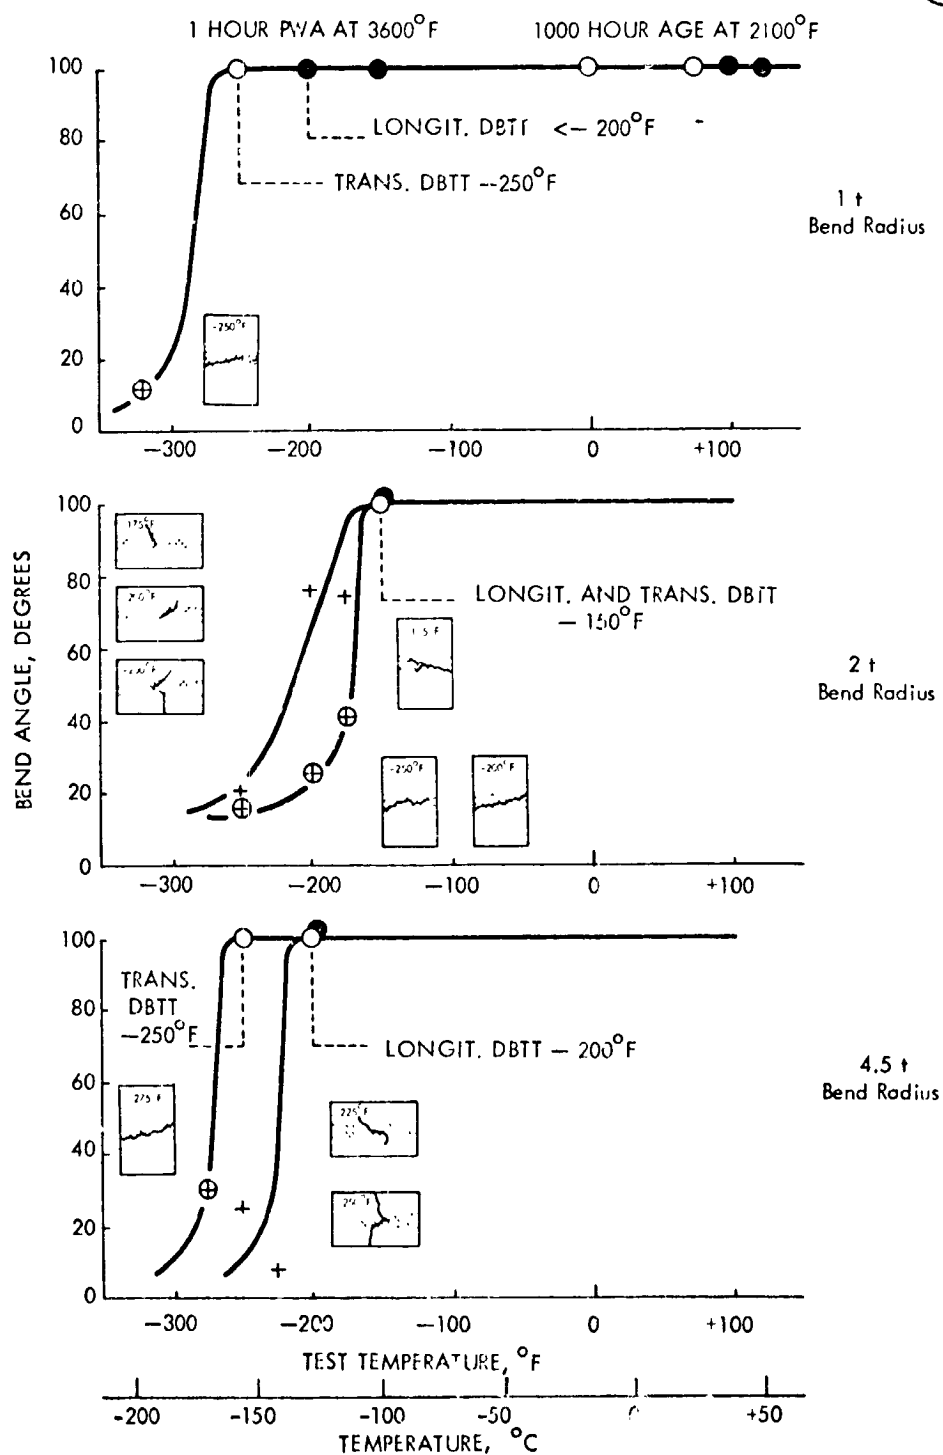 1 HOUR PWA AT 3600°F 1000 HOUR AGE AT 2100°F
100
80
60
40
20
0
LONGIT. DBTT <– 200°F
TRANS. DBTT –-250°F
-250°F
1 t
Bend Radius
–300 –200 –100 0 +100
BEND ANGLE, DEGREES
100
80
60
40
20
0
LONGIT. AND TRANS. DBTT
– 150°F
-250°F
2 t
Bend Radius
–300 –200 –100 0 +100
100
80
60
40
20
0
TRANS.
DBTT
–250°F
LONGIT. DBTT – 200°F
4.5 t
Bend Radius
–300 –200 –100 0 +100
TEST TEMPERATURE, °F
-200 -150 -100 -50 +50
TEMPERATURE, °C